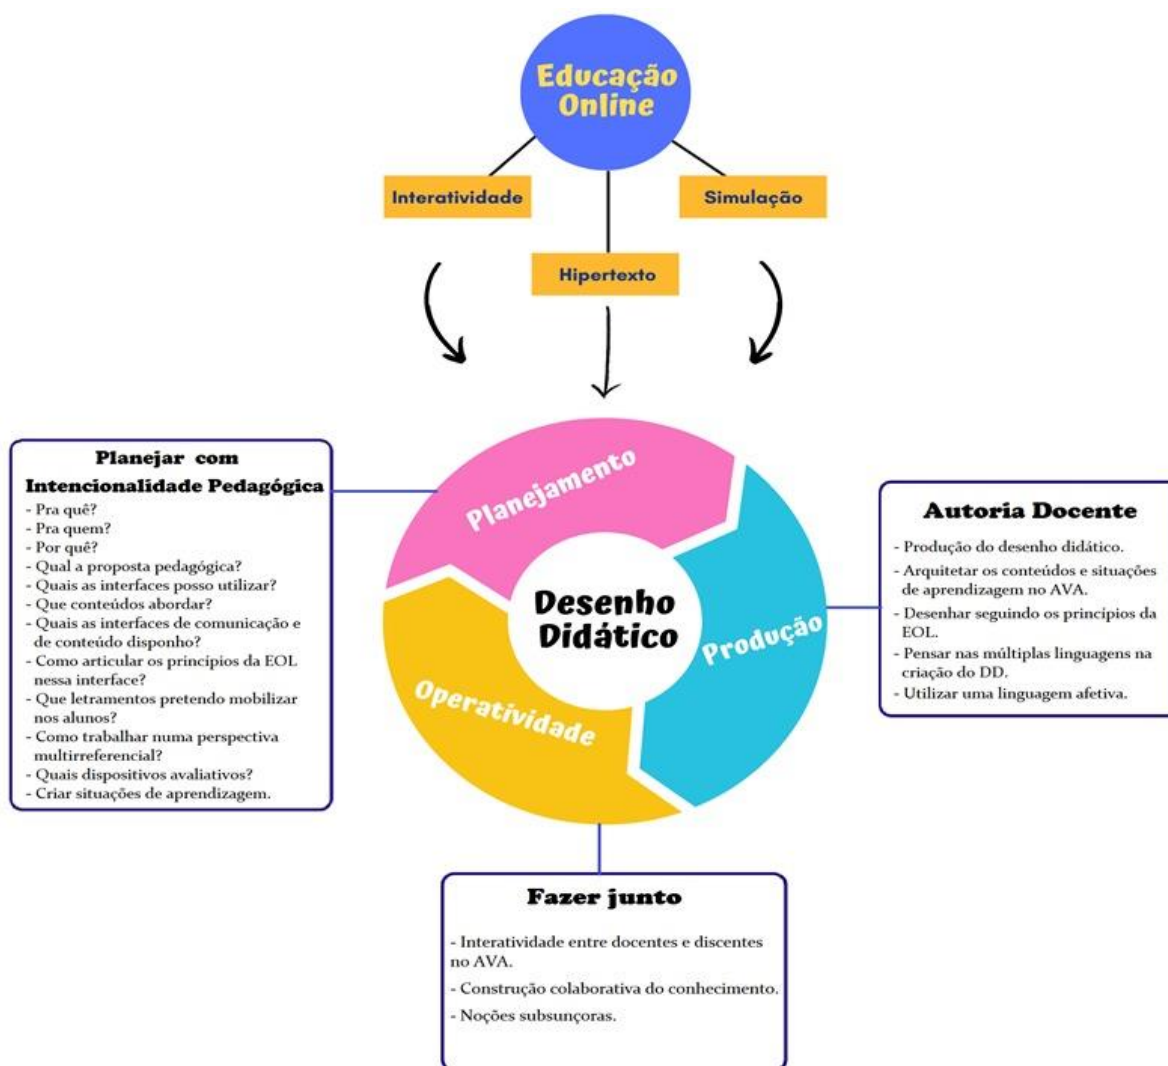 Educação
Online
Interatividade
Simulação
Hipertexto
Planejar com
Intencionalidade Pedagógica
- Pra quê?
- Pra quem?
- Por quê?
- Qual a proposta pedagógica?
- Quais as interfaces posso utilizar?
- Que conteúdos abordar?
- Quais as interfaces de comunicação e
de conteúdo disponho?
- Como articular os princípios da EOL
nessa interface?
- Que letramentos pretendo mobilizar
nos alunos?
- Como trabalhar numa perspectiva
multirreferencial?
- Quais dispositivos avaliativos?
- Criar situações de aprendizagem.
Planejamento
Desenho
Didático
Produção
Operatividade
Autoria Docente
- Produção do desenho didático.
- Arquitetar os conteúdos e situações
de aprendizagem no AVA.
- Desenhar seguindo os princípios da
EOL.
- Pensar nas múltiplas linguagens na
criação do DD.
- Utilizar uma linguagem afetiva.
Fazer junto
- Interatividade entre docentes e discentes
no AVA.
- Construção colaborativa do conhecimento.
- Noções subsunçoras.